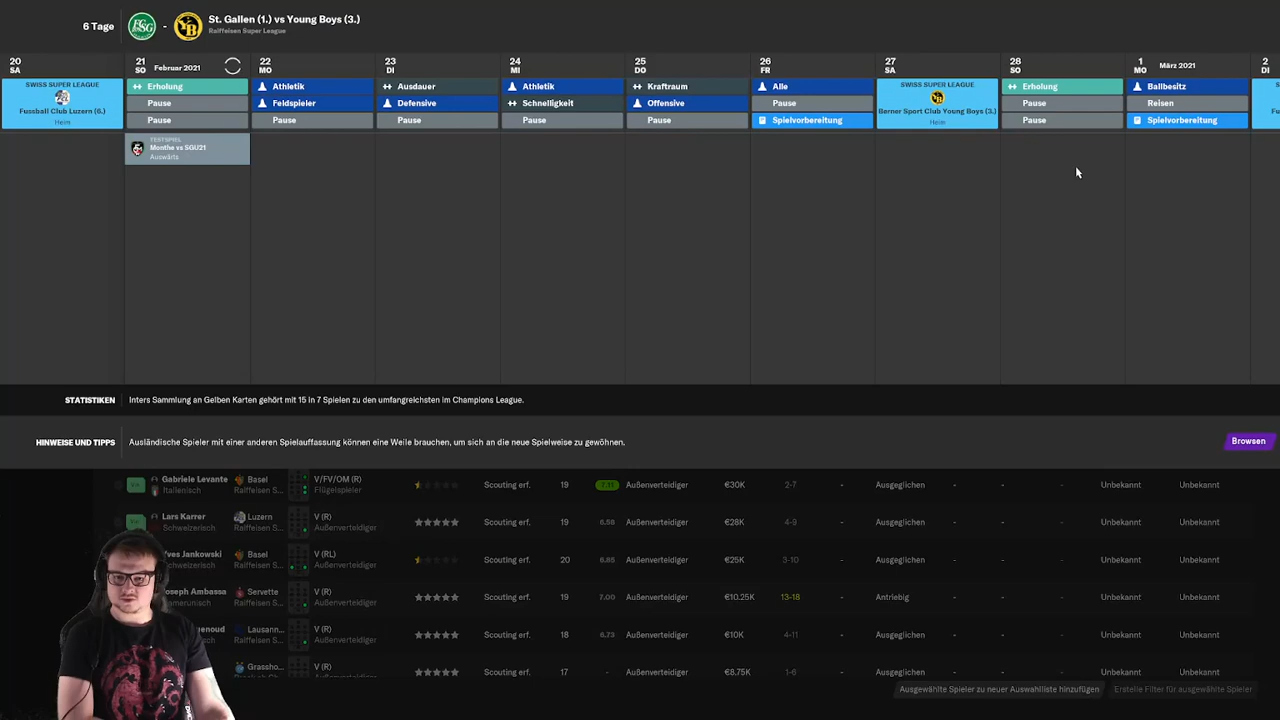 6 Tage
St. Gallen (1.) vs Young Boys (3.)
Raiffeisen Super League
20 SA
21 SO Februar 2021
22 MO
23 DI
24 MI
25 DO
26 FR
27 SA
28 SO
1 MO März 2021
2 DI
SWISS SUPER LEAGUE
Fussball Club Luzern (6.)
Heim
Erholung
Pause
Pause
TESTSPIEL
Monthe vs SGU21
Auswärts
Athletik
Feldspieler
Pause
Ausdauer
Defensive
Pause
Athletik
Schnelligkeit
Pause
Kraftraum
Offensive
Pause
Alle
Pause
Spielvorbereitung
SWISS SUPER LEAGUE
Berner Sport Club Young Boys (3.)
Heim
Erholung
Pause
Pause
Ballbesitz
Reisen
Spielvorbereitung
STATISTIKEN Inters Sammlung an Gelben Karten gehört mit 15 in 7 Spielen zu den umfangreichsten im Champions League.
HINWEISE UND TIPPS Ausländische Spieler mit einer anderen Spielauffassung können eine Weile brauchen, um sich an die neue Spielweise zu gewöhnen.
Browsen
Gabriele Levante Basel V/FV/OM (R) Scouting erf. 19 7.11 Außenverteidiger €30K 2-7 - Ausgeglichen - - - Unbekannt Unbekannt
Italienisch Raiffeisen S... Flügelspieler
Lars Karrer Luzern V (R) Scouting erf. 19 6.58 Außenverteidiger €28K 4-9 - Ausgeglichen - - - Unbekannt Unbekannt
Schweizerisch Raiffeisen S... Außenverteidiger
Yves Jankowski Basel V (RL) Scouting erf. 20 6.85 Außenverteidiger €25K 3-10 - Ausgeglichen - - - Unbekannt Unbekannt
Schweizerisch Raiffeisen S... Außenverteidiger
Joseph Ambassa Servette V (R) Scouting erf. 19 7.00 Außenverteidiger €10.25K 13-18 - Antriebig - - - Unbekannt Unbekannt
Raiffeisen S... Außenverteidiger
Lausann... V (R) Scouting erf. 18 6.73 Außenverteidiger €10K 4-11 - Ausgeglichen - - - Unbekannt Unbekannt
Raiffeisen S... Außenverteidiger
Grassho... V (R) Scouting erf. 17 - Außenverteidiger €8.75K 1-6 - Ausgeglichen - - - Unbekannt Unbekannt
Ausgewählte Spieler zu neuer Auswahlliste hinzufügen
Erstelle Filter für ausgewählte Spieler